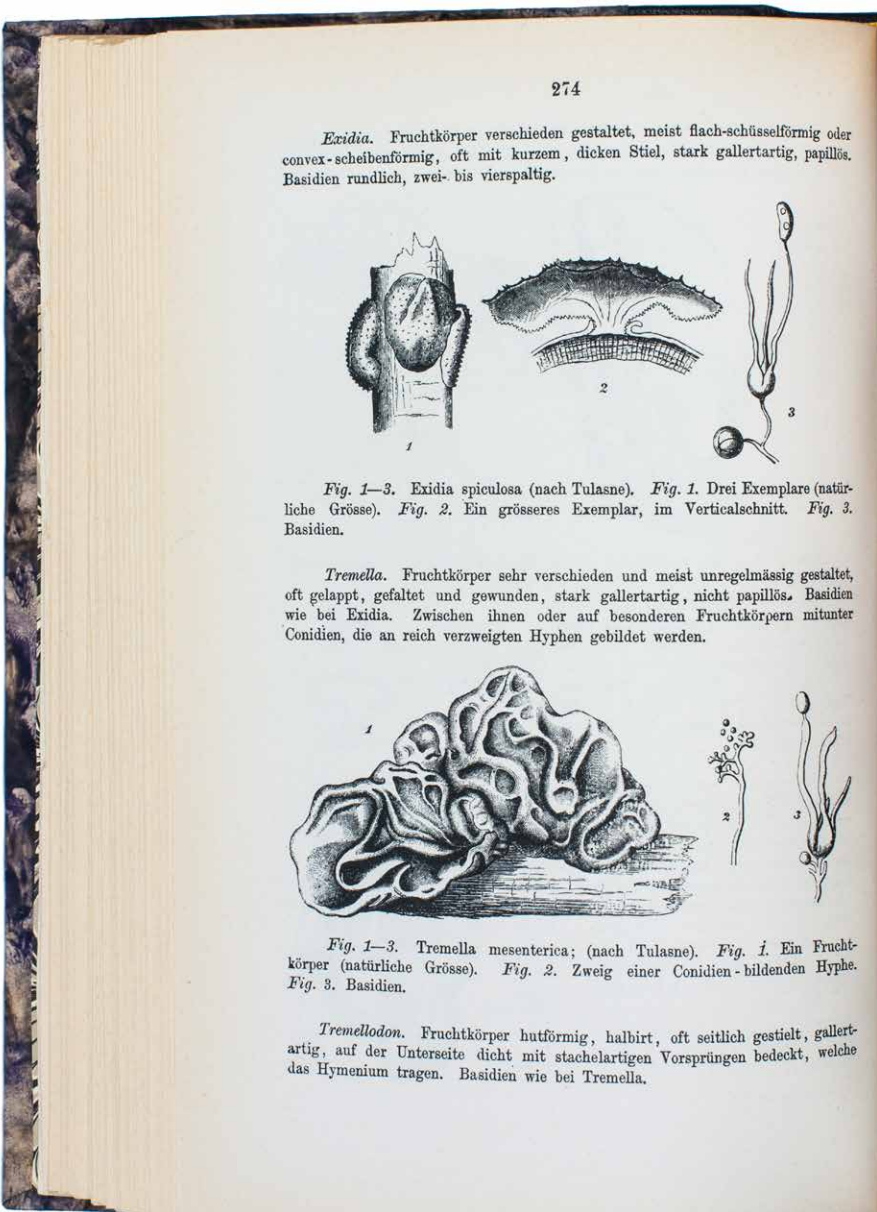 274
Exidia. Fruchtkörper verschieden gestaltet, meist flach-schüsselförmig oder
convex-scheibenförmig, oft mit kurzem, dicken Stiel, stark gallertartig, papillös.
Basidien rundlich, zwei- bis vierspaltig.
1
2
3
Fig. 1—3. Exidia spiculosa (nach Tulasne). Fig. 1. Drei Exemplare (natür-
liche Grösse). Fig. 2. Ein grösseres Exemplar, im Verticalschnitt. Fig. 3.
Basidien.
Tremella. Fruchtkörper sehr verschieden und meist unregelmässig gestaltet,
oft gelappt, gefaltet und gewunden, stark gallertartig, nicht papillös. Basidien
wie bei Exidia. Zwischen ihnen oder auf besonderen Fruchtkörpern mitunter
Conidien, die an reich verzweigten Hyphen gebildet werden.
1
2
3
Fig. 1—3. Tremella mesenterica; (nach Tulasne). Fig. 1. Ein Frucht-
körper (natürliche Grösse). Fig. 2. Zweig einer Conidien-bildenden Hyphe.
Fig. 3. Basidien.
Tremellodon. Fruchtkörper hutförmig, halbirt, oft seitlich gestielt, gallert-
artig, auf der Unterseite dicht mit stachelartigen Vorsprüngen bedeckt, welche
das Hymenium tragen. Basidien wie bei Tremella.